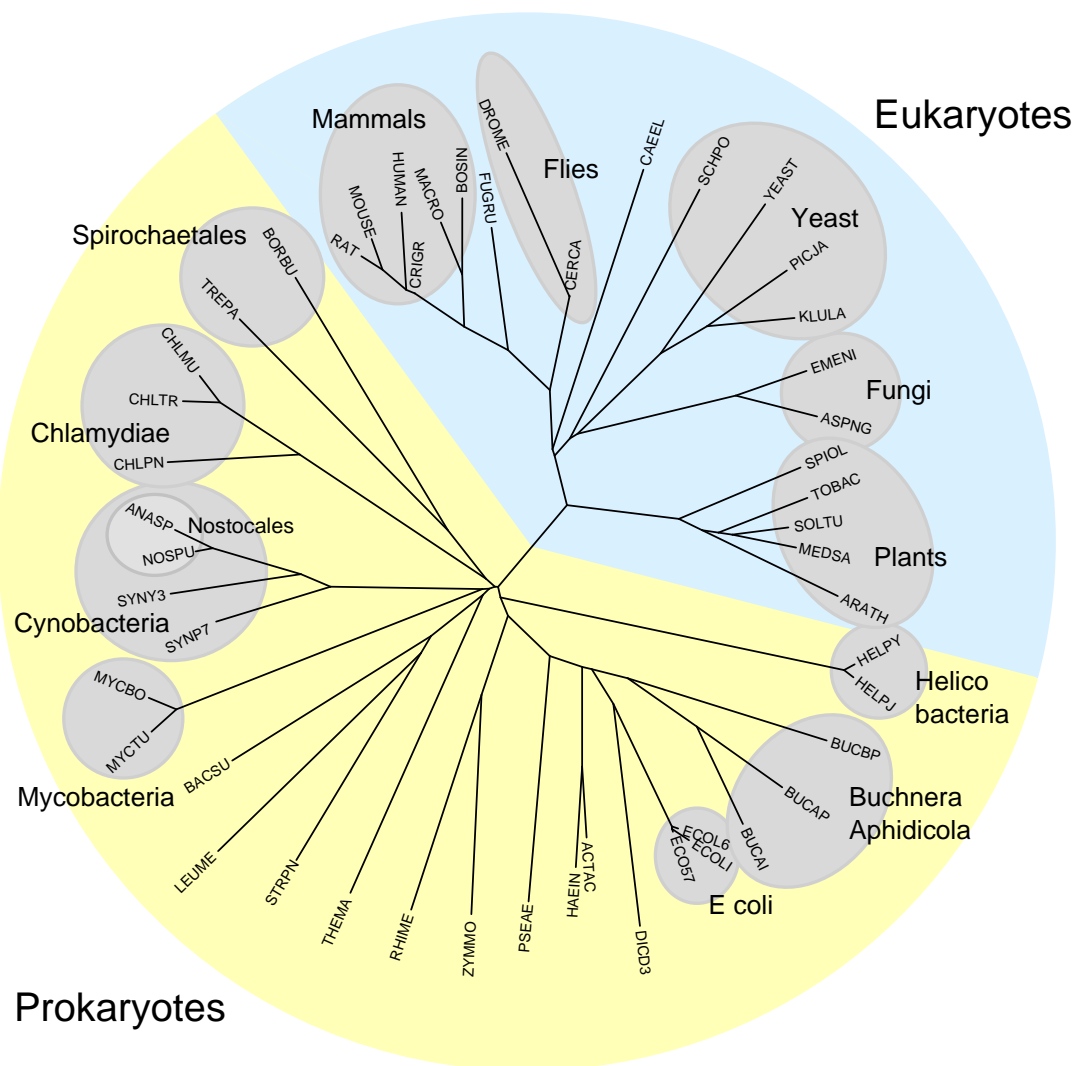 Eukaryotes
Mammals
RAT
MOUSE
HUMAN
CRIGR
MACRO
BOSIN
FUGRU
DROME
Flies
CERCA
CAEEL
SCHPO
YEAST
Yeast
PICJA
KLULA
EMENI
Fungi
ASPNG
SPIOL
TOBAC
SOLTU
MEDSA
Plants
ARATH
HELPY
HELPJ
Helico
bacteria
BUCBP
BUCAP
BUCAI
Buchnera
Aphidicola
ECOL6
ECOLI
ECO57
E coli
DICD3
ACTAC
HAEIN
PSEAE
ZYMMO
RHIME
THEMA
STRPN
LEUME
BACSU
Mycobacteria
MYCTU
MYCBO
Cynobacteria
SYNP7
SYNY3
NOSPU
ANASP
Nostocales
CHLPN
Chlamydiae
CHLTR
CHLMU
TREPA
BORBU
Spirochaetales
Prokaryotes